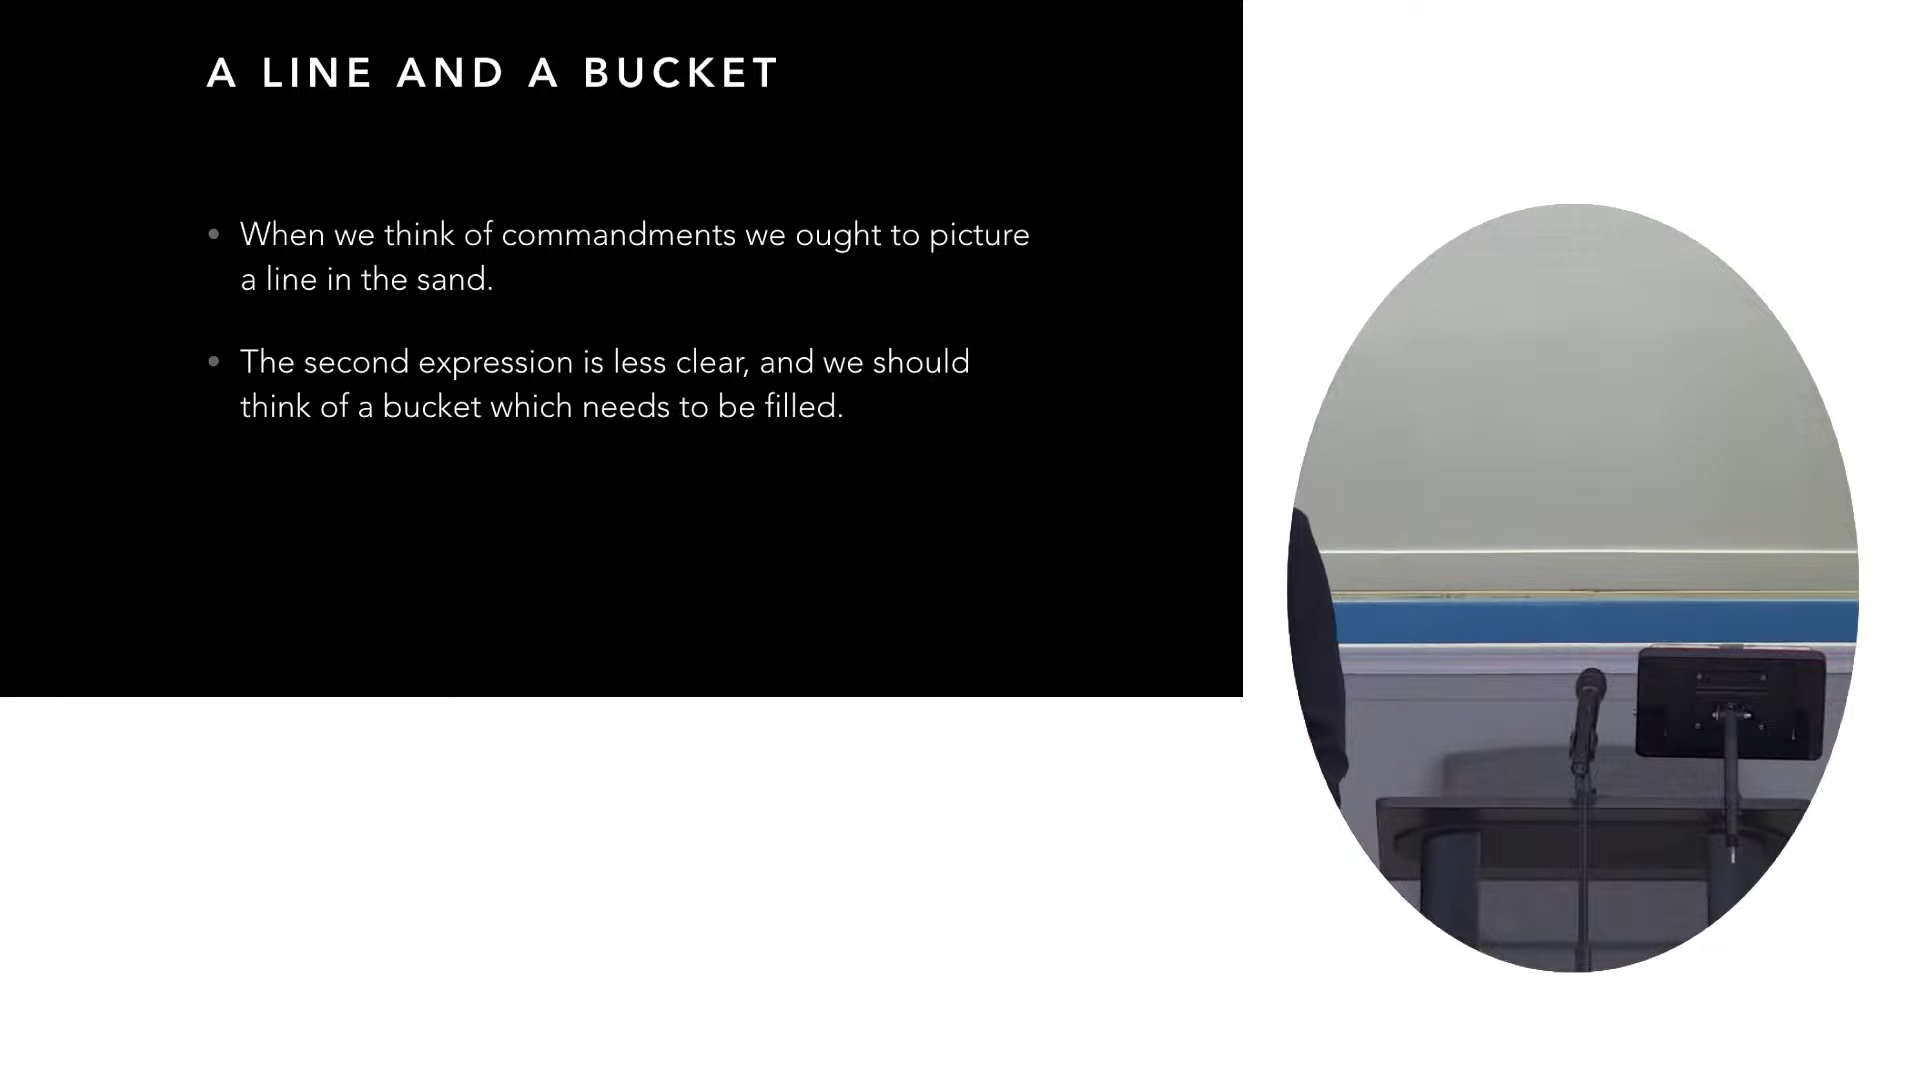 A LINE AND A BUCKET
• When we think of commandments we ought to picture
a line in the sand.
• The second expression is less clear, and we should
think of a bucket which needs to be filled.